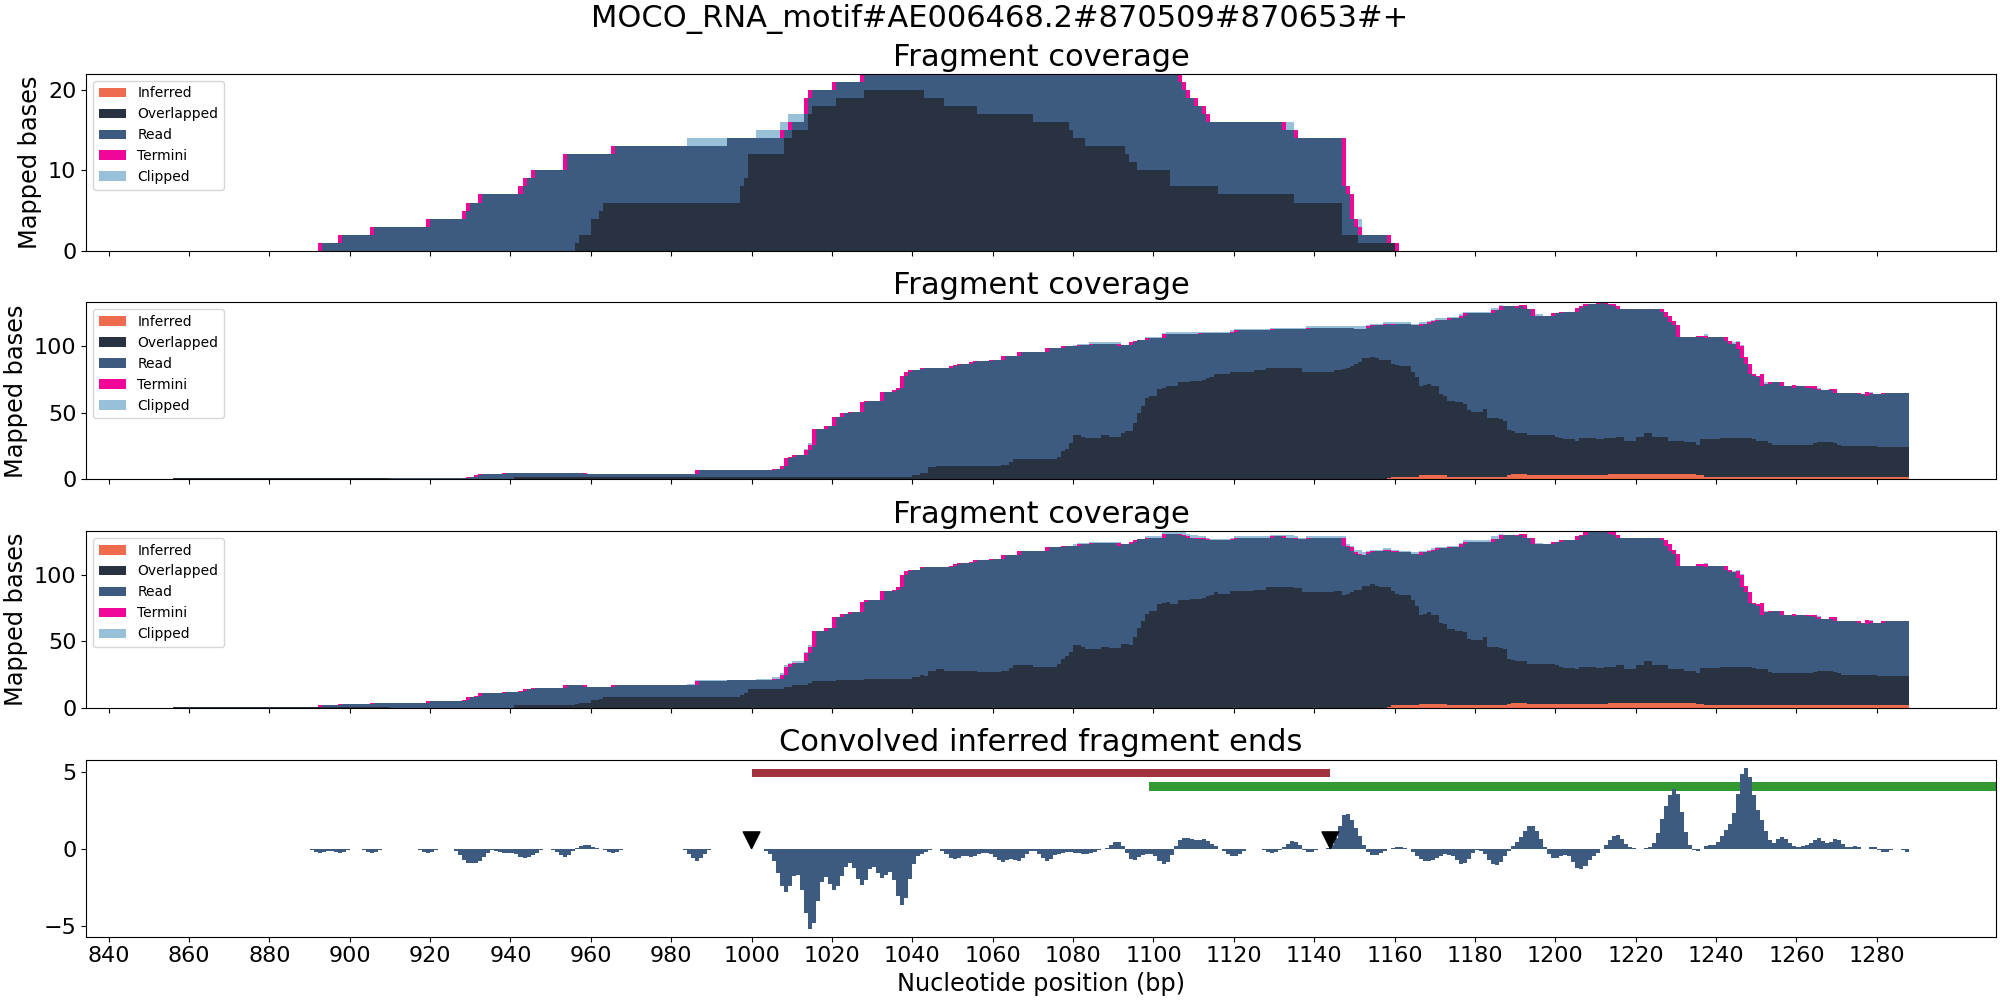 MOCO_RNA_motif#AE006468.2#870509#870653#+
Fragment coverage
Mapped bases
20
10
0
Inferred
Overlapped
Read
Termini
Clipped
Fragment coverage
Mapped bases
100
50
0
Inferred
Overlapped
Read
Termini
Clipped
Fragment coverage
Mapped bases
100
50
0
Inferred
Overlapped
Read
Termini
Clipped
Convolved inferred fragment ends
5
0
−5
840 860 880 900 920 940 960 980 1000 1020 1040 1060 1080 1100 1120 1140 1160 1180 1200 1220 1240 1260 1280
Nucleotide position (bp)